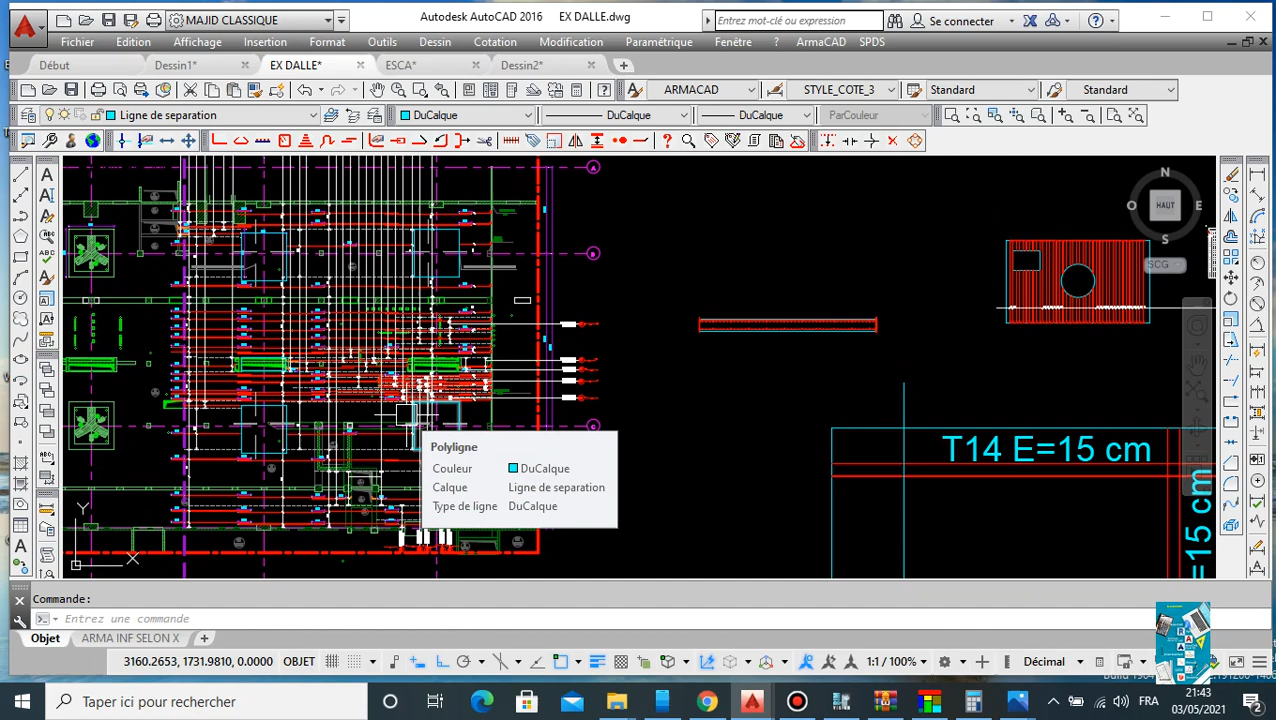 MAJID CLASSIQUE
Autodesk AutoCAD 2016 EX DALLE.dwg
Entrez mot-clé ou expression
Se connecter
Fichier Edition Affichage Insertion Format Outils Dessin Cotation Modification Paramétrique Fenêtre ? ArmaCAD SPDS
Début Dessin1* EX DALLE* ESCA* Dessin2*
ARMACAD STYLE_COTE_3 Standard Standard
Ligne de separation DuCalque DuCalque DuCalque ParCouleur
N
O HAUT E
S
SCG
A
C
T14 E=15 cm
=15 cm
Polyligne
Couleur DuCalque
Calque Ligne de separation
Type de ligne DuCalque
Y
X
Commande:
Entrez une commande
Objet ARMA INF SELON X
3160.2653, 1731.9810, 0.0000 OBJET 1:1 / 100% Décimal
Taper ici pour rechercher
FRA
21:43
03/05/2021
2